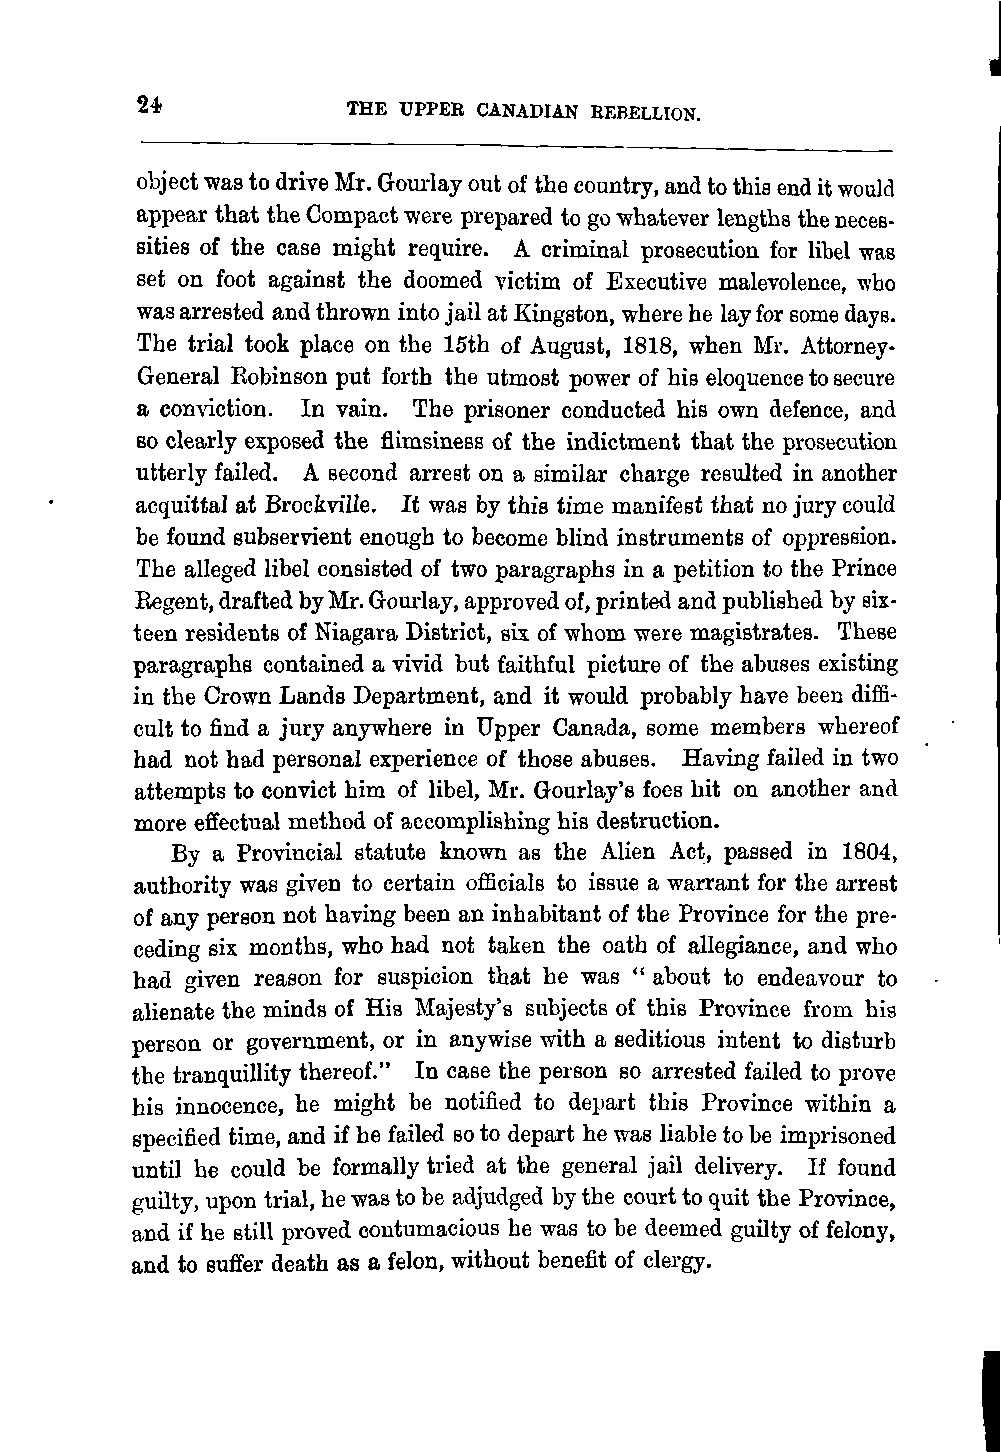 24 THE UPPER CANADIAN REBELLION.
object was to drive Mr. Gourlay out of the country, and to this end it would
appear that the Compact were prepared to go whatever lengths the neces-
sities of the case might require. A criminal prosecution for libel was
set on foot against the doomed victim of Executive malevolence, who
was arrested and thrown into jail at Kingston, where he lay for some days.
The trial took place on the 15th of August, 1818, when Mr. Attorney-
General Robinson put forth the utmost power of his eloquence to secure
a conviction. In vain. The prisoner conducted his own defence, and
so clearly exposed the flimsiness of the indictment that the prosecution
utterly failed. A second arrest on a similar charge resulted in another
acquittal at Brockville. It was by this time manifest that no jury could
be found subservient enough to become blind instruments of oppression.
The alleged libel consisted of two paragraphs in a petition to the Prince
Regent, drafted by Mr. Gourlay, approved of, printed and published by six-
teen residents of Niagara District, six of whom were magistrates. These
paragraphs contained a vivid but faithful picture of the abuses existing
in the Crown Lands Department, and it would probably have been diffi-
cult to find a jury anywhere in Upper Canada, some members whereof
had not had personal experience of those abuses. Having failed in two
attempts to convict him of libel, Mr. Gourlay's foes hit on another and
more effectual method of accomplishing his destruction.
By a Provincial statute known as the Alien Act, passed in 1804,
authority was given to certain officials to issue a warrant for the arrest
of any person not having been an inhabitant of the Province for the pre-
ceding six months, who had not taken the oath of allegiance, and who
had given reason for suspicion that he was "about to endeavour to
alienate the minds of His Majesty's subjects of this Province from his
person or government, or in anywise with a seditious intent to disturb
the tranquillity thereof." In case the person so arrested failed to prove
his innocence, he might be notified to depart this Province within a
specified time, and if he failed so to depart he was liable to be imprisoned
until he could be formally tried at the general jail delivery. If found
guilty, upon trial, he was to be adjudged by the court to quit the Province,
and if he still proved contumacious he was to be deemed guilty of felony,
and to suffer death as a felon, without benefit of clergy.